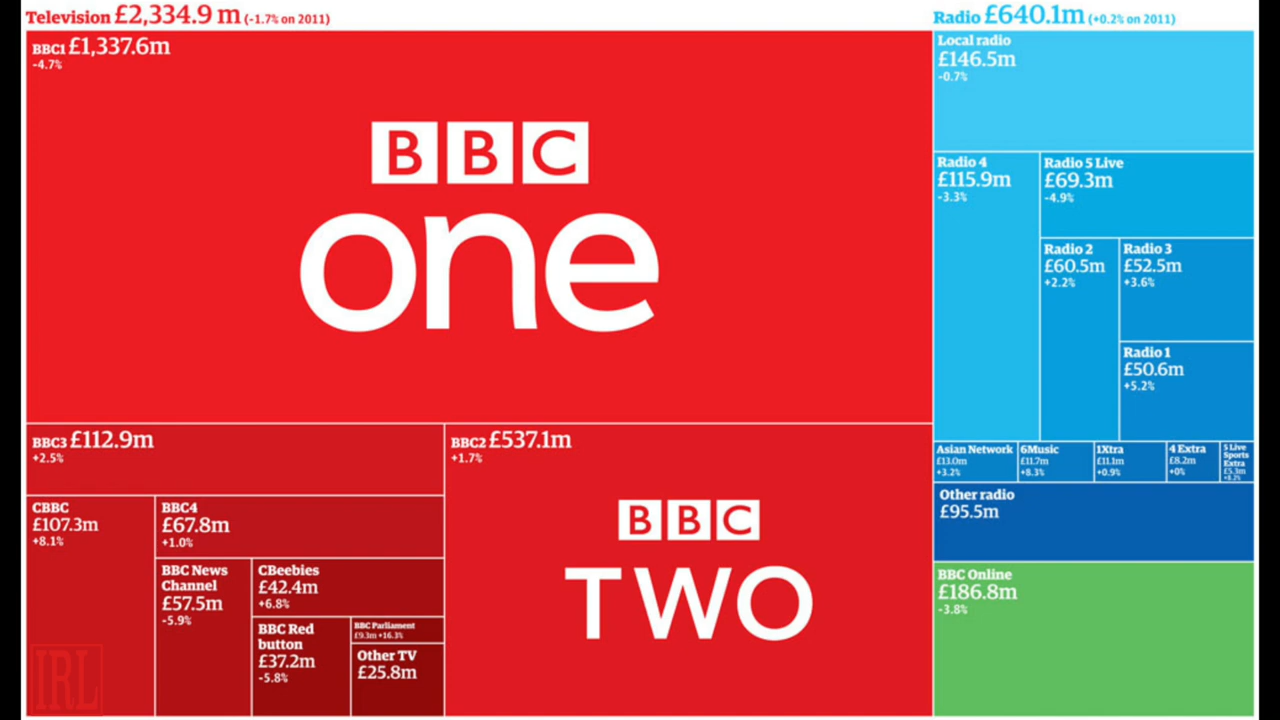 Television £2,334.9 m (-1.7% on 2011)
BBC1 £1,337.6m
-4.7%
BBC
one
BBC3 £112.9m
+2.5%
CBBC
£107.3m
+8.1%
BBC4
£67.8m
+1.0%
BBC News
Channel
£57.5m
-5.9%
CBeebies
£42.4m
+6.8%
BBC Red
button
£37.2m
-5.8%
BBC Parliament
£9.3m +16.3%
Other TV
£25.8m
BBC2 £537.1m
+1.7%
BBC
TWO
Radio £640.1m (+0.2% on 2011)
Local radio
£146.5m
-0.7%
Radio 4
£115.9m
-3.3%
Radio 5 Live
£69.3m
-4.9%
Radio 2
£60.5m
+2.2%
Radio 3
£52.5m
+3.6%
Radio 1
£50.6m
+5.2%
Asian Network
£13.0m
+3.2%
6Music
£11.7m
+8.3%
1Xtra
£11.1m
+0.9%
4 Extra
£8.2m
+0%
5 Live
Sports
Extra
£5.3m
Other radio
£95.5m
BBC Online
£186.8m
-3.8%
IRL